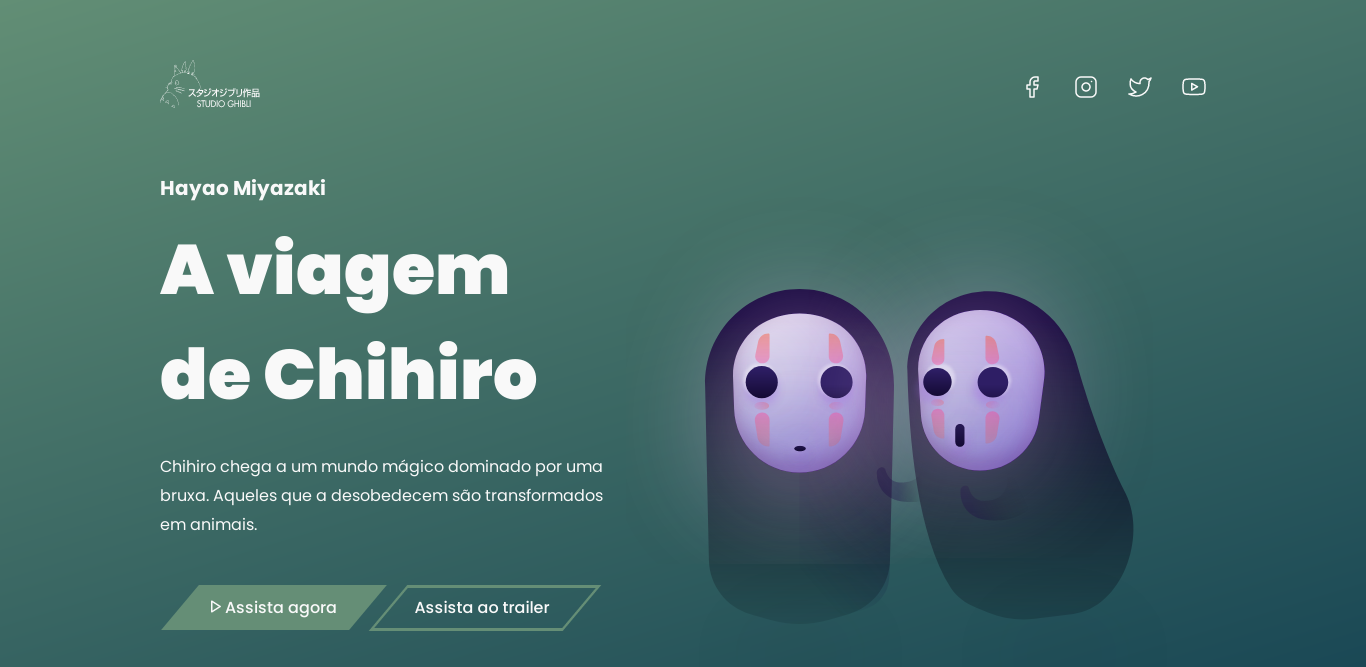 スタジオジブリ作品
STUDIO GHIBLI
Hayao Miyazaki
A viagem
de Chihiro
Chihiro chega a um mundo mágico dominado por uma
bruxa. Aqueles que a desobedecem são transformados
em animais.
Assista agora
Assista ao trailer